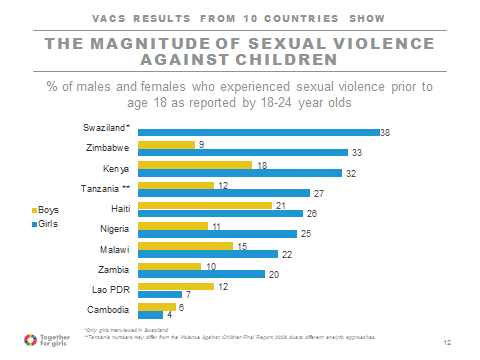 VACS RESULTS FROM 10 COUNTRIES SHOW
THE MAGNITUDE OF SEXUAL VIOLENCE
AGAINST CHILDREN
% of males and females who experienced sexual violence prior to
age 18 as reported by 18-24 year olds
Swaziland*
38
Zimbabwe
9
33
Kenya
18
32
Tanzania **
12
27
Haiti
21
26
Nigeria
11
25
Malawi
15
22
Zambia
10
20
Lao PDR
12
7
Cambodia
6
4
Boys
Girls
*Only girls interviewed in Swaziland
**Tanzania numbers may differ from the Violence Against Children Final Report, 2009 due to different analytic approaches.
Together
for girls
12